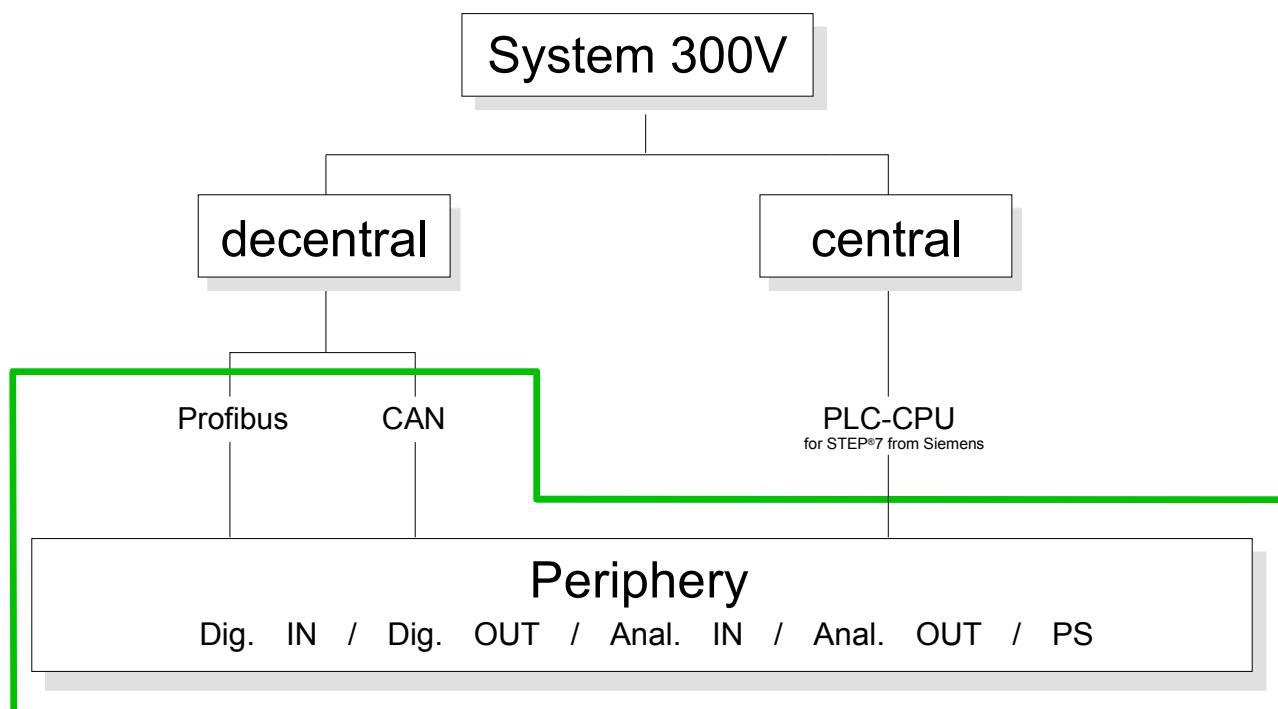 System 300V
decentral
central
Profibus
CAN
PLC-CPU
for STEP®7 from Siemens
Periphery
Dig. IN / Dig. OUT / Anal. IN / Anal. OUT / PS